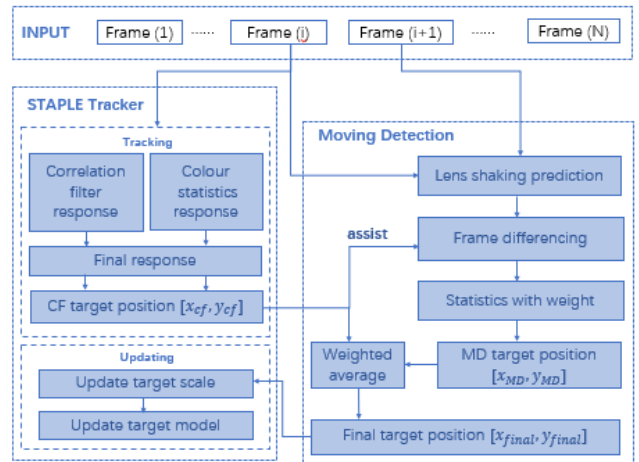 INPUT
Frame (1) ...... Frame (i) Frame (i+1) ...... Frame (N)
STAPLE Tracker
Tracking
Correlation
filter
response
Colour
statistics
response
Final response
CF target position [x_cf, y_cf]
Updating
Update target scale
Update target model
Moving Detection
Lens shaking prediction
assist
Frame differencing
Statistics with weight
Weighted
average
MD target position
[x_MD, y_MD]
Final target position [x_final, y_final]